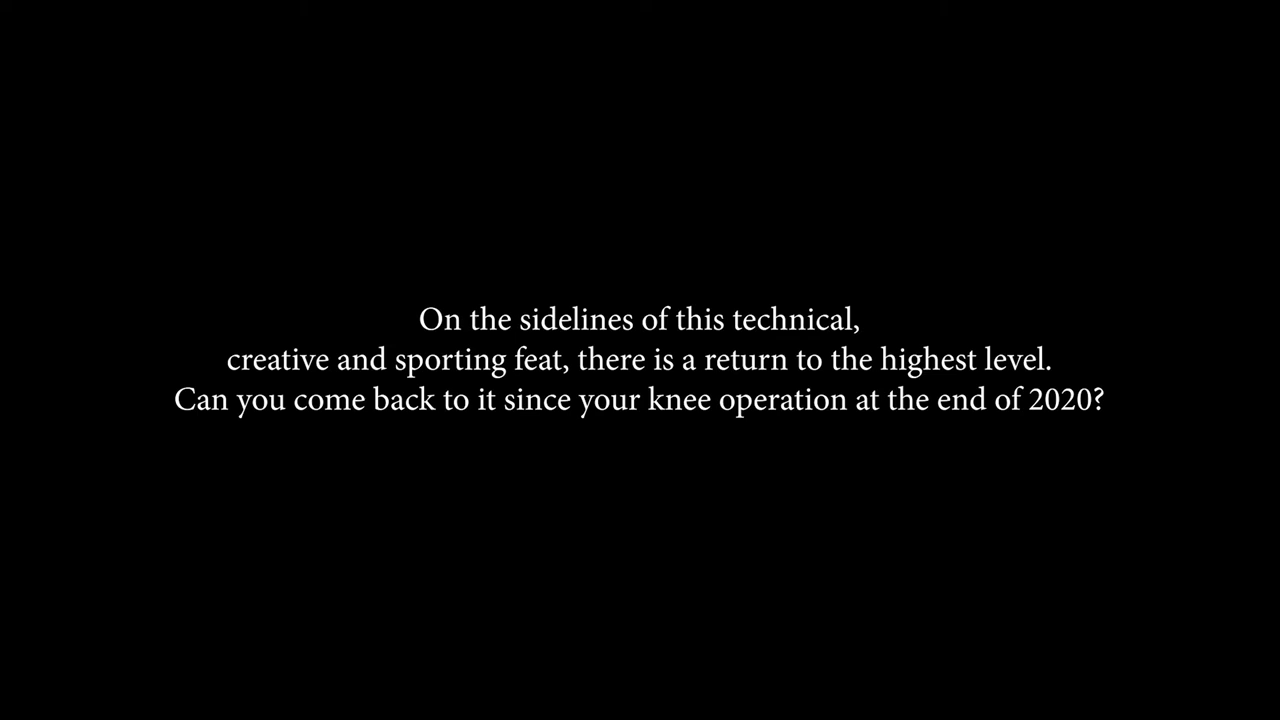 On the sidelines of this technical,
creative and sporting feat, there is a return to the highest level.
Can you come back to it since your knee operation at the end of 2020?